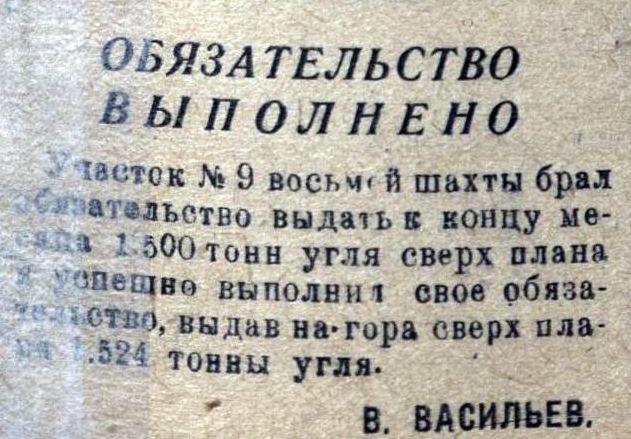 ОБЯЗАТЕЛЬСТВО
ВЫПОЛНЕНО
Участок № 9 восьмой шахты брал
обязательство выдать к концу ме-
сяца 1.500 тонн угля сверх плана
и успешно выполнил свое обяза-
тельство, выдав на-гора сверх пла-
на 1.524 тонны угля.
В. ВАСИЛЬЕВ.